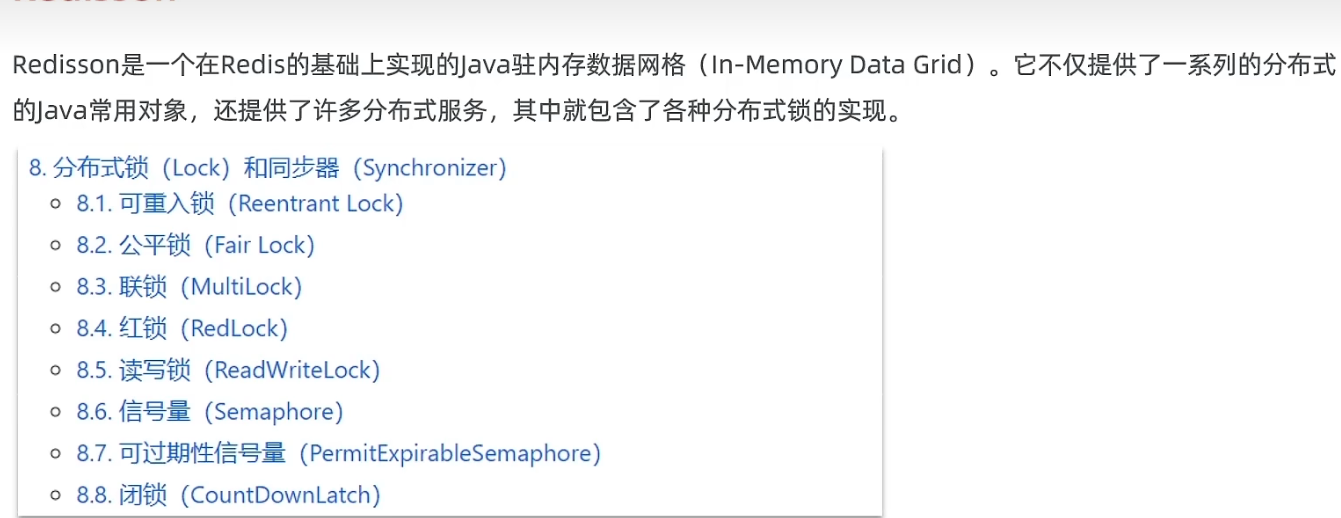 Redisson是一个在Redis的基础上实现的Java驻内存数据网格（In-Memory Data Grid）。它不仅提供了一系列的分布式
的Java常用对象，还提供了许多分布式服务，其中就包含了各种分布式锁的实现。
8. 分布式锁（Lock）和同步器（Synchronizer）
8.1. 可重入锁（Reentrant Lock）
8.2. 公平锁（Fair Lock）
8.3. 联锁（MultiLock）
8.4. 红锁（RedLock）
8.5. 读写锁（ReadWriteLock）
8.6. 信号量（Semaphore）
8.7. 可过期性信号量（PermitExpirableSemaphore）
8.8. 闭锁（CountDownLatch）